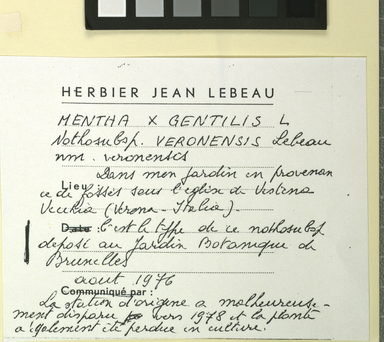 HERBIER JEAN LEBEAU
MENTHA X GENTILIS L
Nothosubsp. VERONENSIS Lebeau
nm. veronensis
Dans mon jardin en provenan
ce de fossés sous l'église de Vestena
Lieu
Vecchia (Verona - Italia).
Date: C'est le type de ce nothosubsp
déposé au Jardin Botanique de
Bruxelles
aout 1976
Communiqué par :
La station d'origine a malheureuse-
ment disparu vers 1978 et la plante
a également été perdue en culture.